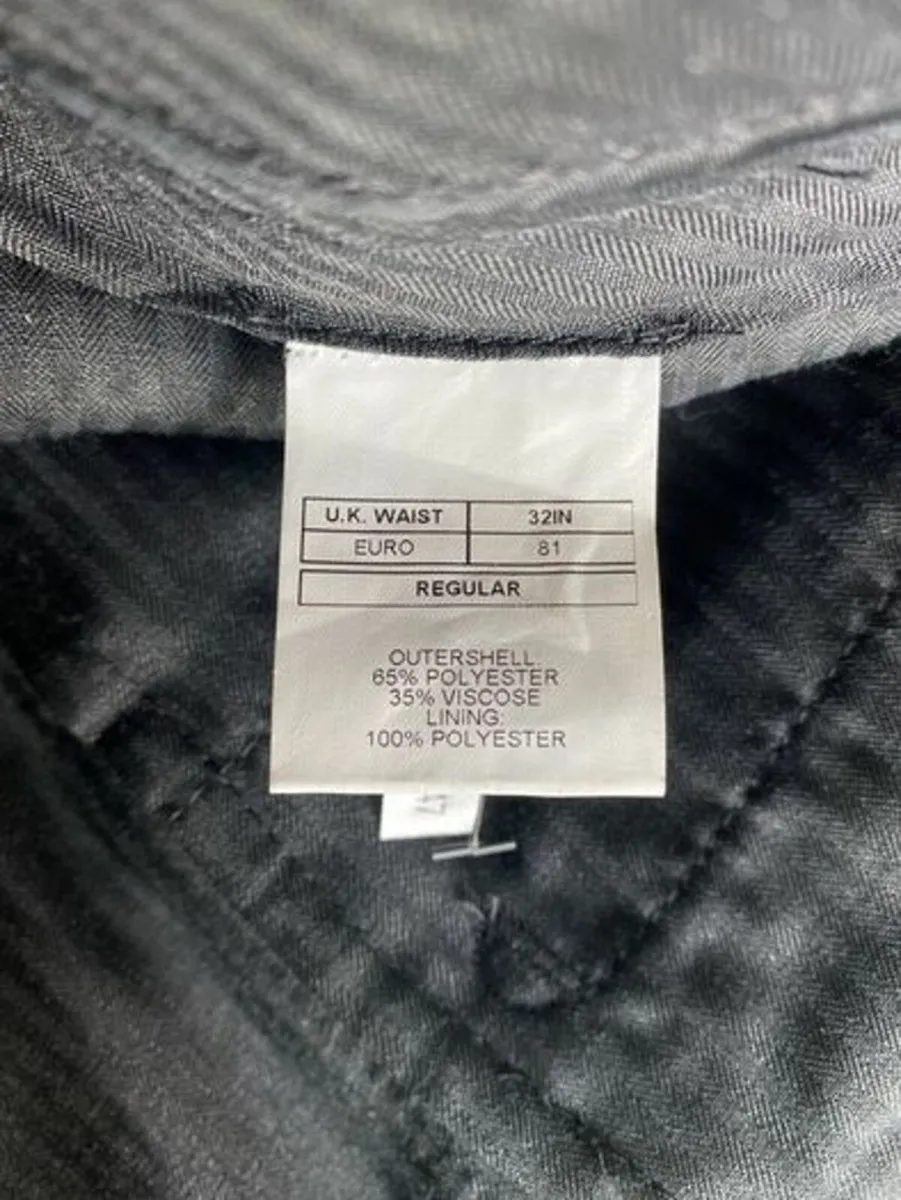 U.K. WAIST 32IN
EURO 81
REGULAR
OUTERSHELL:
65% POLYESTER
35% VISCOSE
LINING:
100% POLYESTER